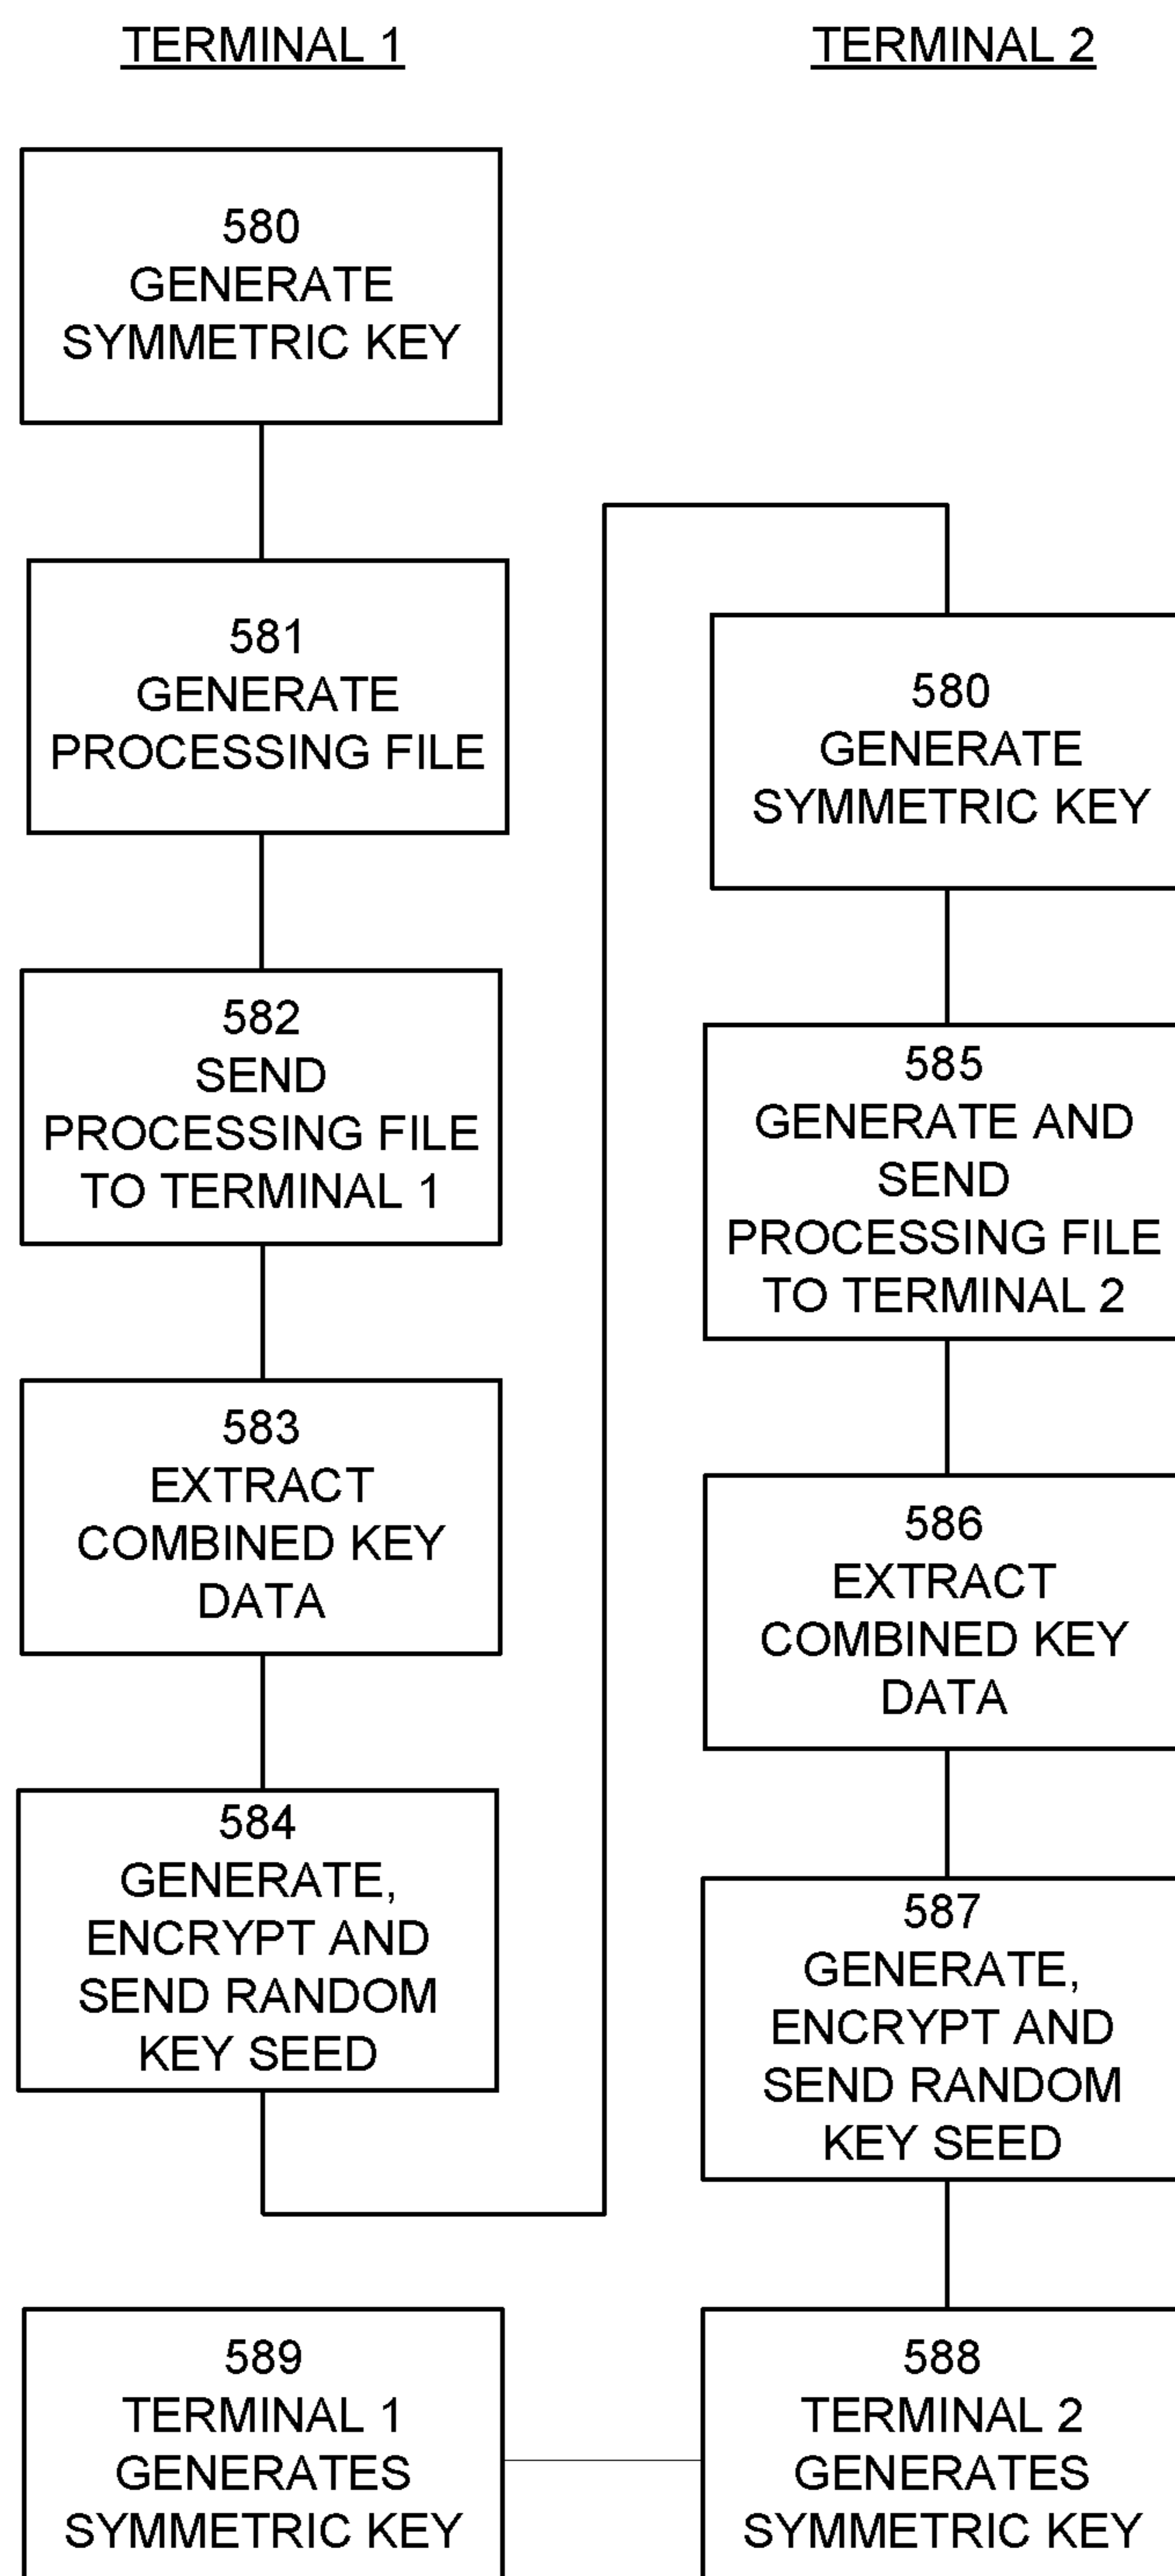 TERMINAL 1
TERMINAL 2
580
GENERATE
SYMMETRIC KEY
581
GENERATE
PROCESSING FILE
582
SEND
PROCESSING FILE
TO TERMINAL 1
583
EXTRACT
COMBINED KEY
DATA
584
GENERATE,
ENCRYPT AND
SEND RANDOM
KEY SEED
580
GENERATE
SYMMETRIC KEY
585
GENERATE AND
SEND
PROCESSING FILE
TO TERMINAL 2
586
EXTRACT
COMBINED KEY
DATA
587
GENERATE,
ENCRYPT AND
SEND RANDOM
KEY SEED
588
TERMINAL 2
GENERATES
SYMMETRIC KEY
589
TERMINAL 1
GENERATES
SYMMETRIC KEY